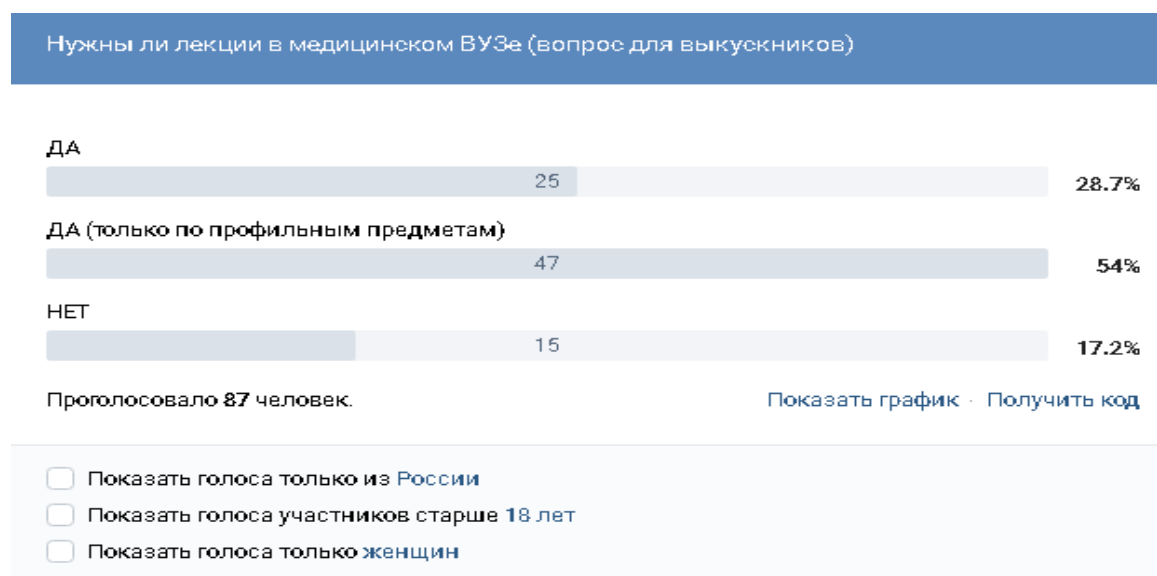 Нужны ли лекции в медицинском ВУЗе (вопрос для выкускников)
ДА
25 28.7%
ДА (только по профильным предметам)
47 54%
НЕТ
15 17.2%
Проголосовало 87 человек. Показать график · Получить код
Показать голоса только из России
Показать голоса участников старше 18 лет
Показать голоса только женщин